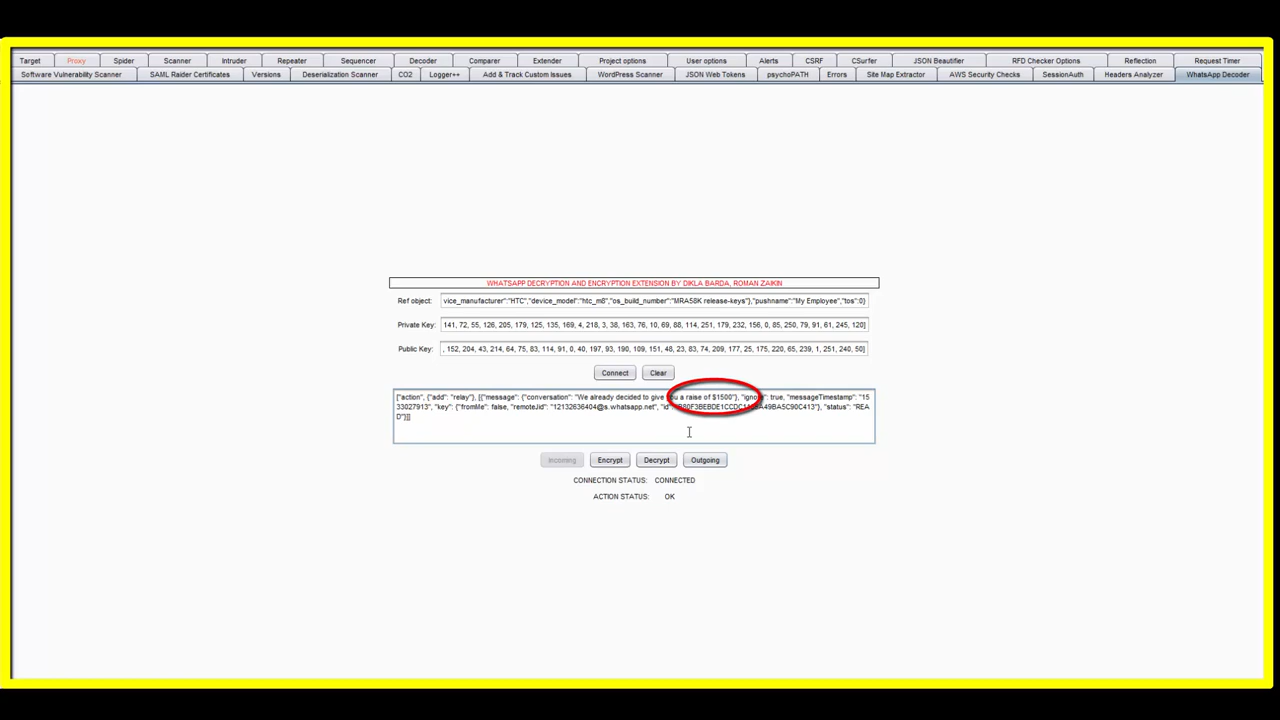 Target Proxy Spider Scanner Intruder Repeater Sequencer Decoder Comparer Extender Project options User options Alerts CSRF CSurfer JSON Beautifier RFD Checker Options Reflection Request Timer
Software Vulnerability Scanner SAML Raider Certificates Versions Deserialization Scanner CO2 Logger++ Add & Track Custom Issues WordPress Scanner JSON Web Tokens psychoPATH Errors Site Map Extractor AWS Security Checks SessionAuth Headers Analyzer WhatsApp Decoder
WHATSAPP DECRYPTION AND ENCRYPTION EXTENSION BY DIKLA BARDA, ROMAN ZAIKIN
Ref object: vice_manufacturer":"HTC","device_model":"htc_m8","os_build_number":"MRA58K release-keys"},"pushname":"My Employee","tos":0}
Private Key: 141, 72, 55, 126, 205, 179, 125, 135, 169, 4, 218, 3, 38, 163, 76, 10, 69, 88, 114, 251, 179, 232, 156, 0, 85, 250, 79, 91, 61, 245, 120]
Public Key: , 152, 204, 43, 214, 64, 75, 83, 114, 91, 0, 40, 197, 93, 190, 109, 151, 48, 23, 83, 74, 209, 177, 25, 175, 220, 65, 239, 1, 251, 240, 50]
Connect Clear
["action", {"add": "relay"}, [{"message": {"conversation": "We already decided to give you a raise of $1500"}, "ignore": true, "messageTimestamp": "15
33027913", "key": {"fromMe": false, "remoteJid": "12132636404@s.whatsapp.net", "id": "}, "status": "REA
D"}]]
Incoming Encrypt Decrypt Outgoing
CONNECTION STATUS: CONNECTED
ACTION STATUS: OK